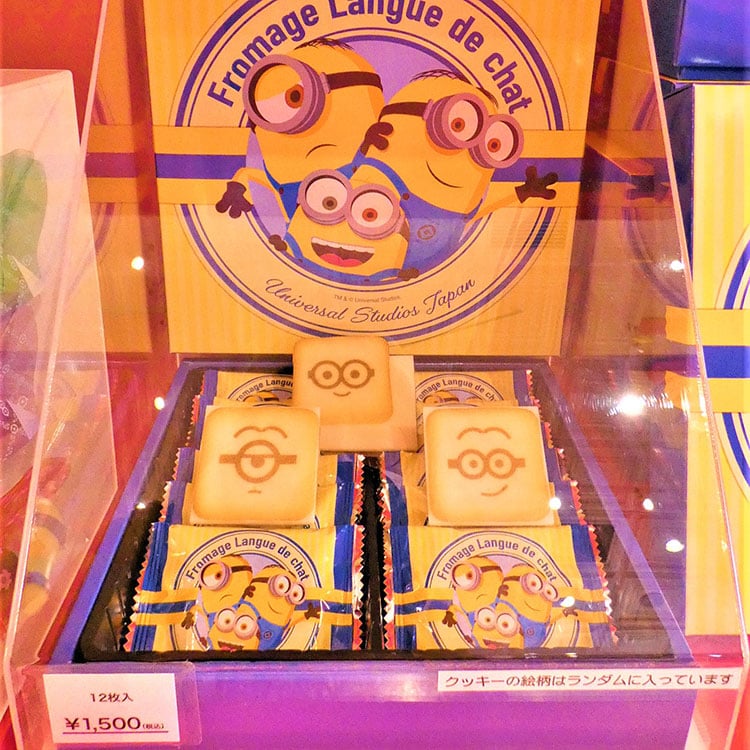 Fromage Langue de chat
TM & © Universal Studios.
Universal Studios Japan
Fromage Langue de chat
Fromage Langue de chat
12枚入
¥1,500(税込)
クッキーの絵柄はランダムに入っています